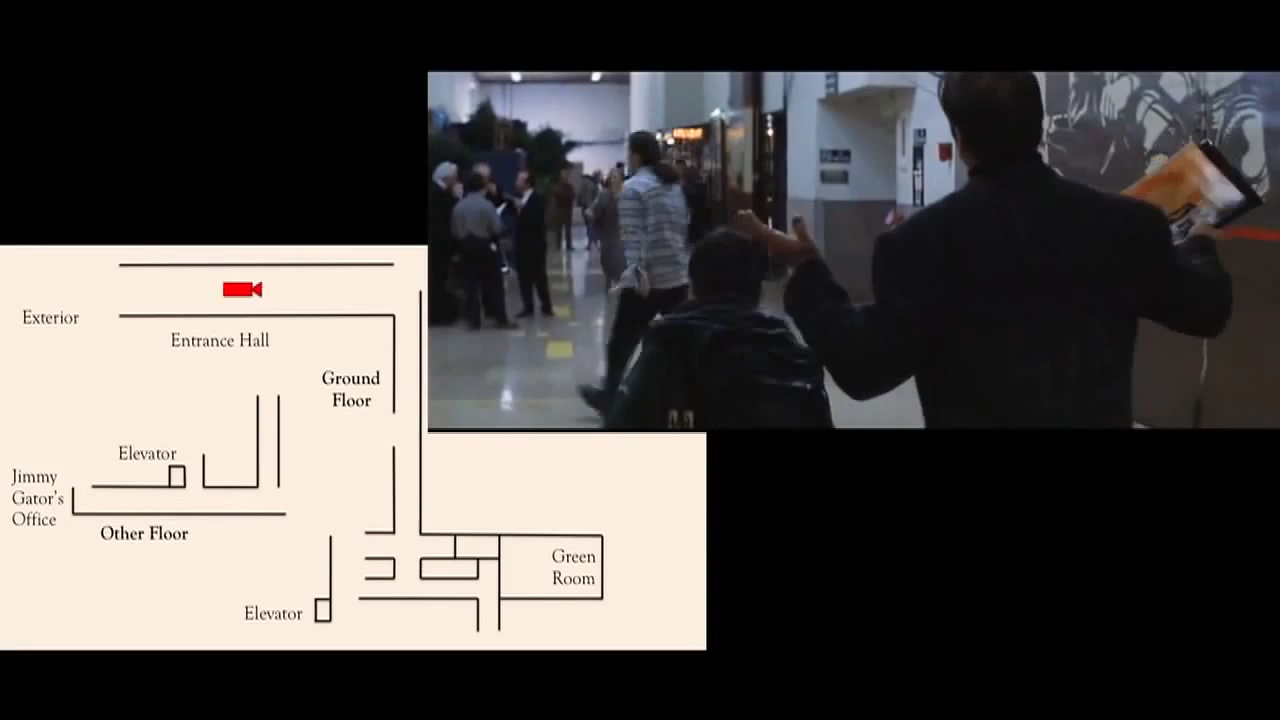 Exterior
Entrance Hall
Ground
Floor
Elevator
Jimmy
Gator's
Office
Other Floor
Green
Room
Elevator